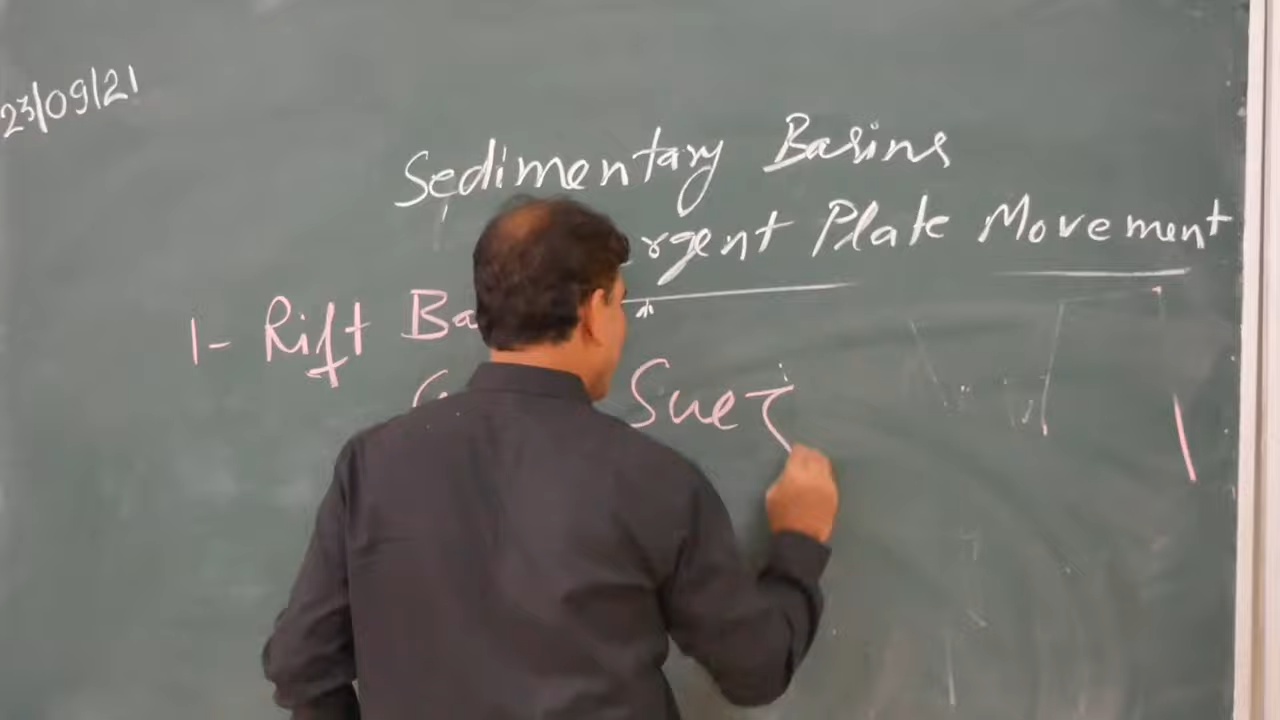 23/09/21
Sedimentary Basins
rgent Plate Movement
1- Rift Ba
Suez